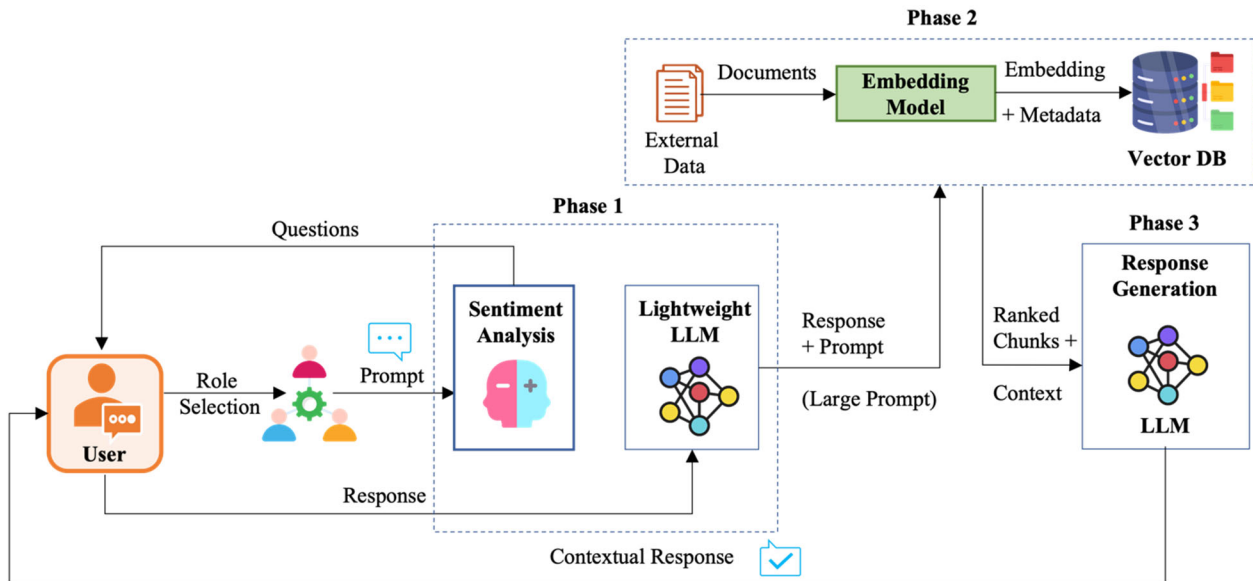 Phase 2
Documents
Embedding
Model
Embedding
+ Metadata
External
Data
Vector DB
Phase 1
Phase 3
Questions
Sentiment
Analysis
Lightweight
LLM
Response
+ Prompt
(Large Prompt)
Ranked
Chunks +
Context
Response
Generation
LLM
Role
Selection
Prompt
User
Response
Contextual Response